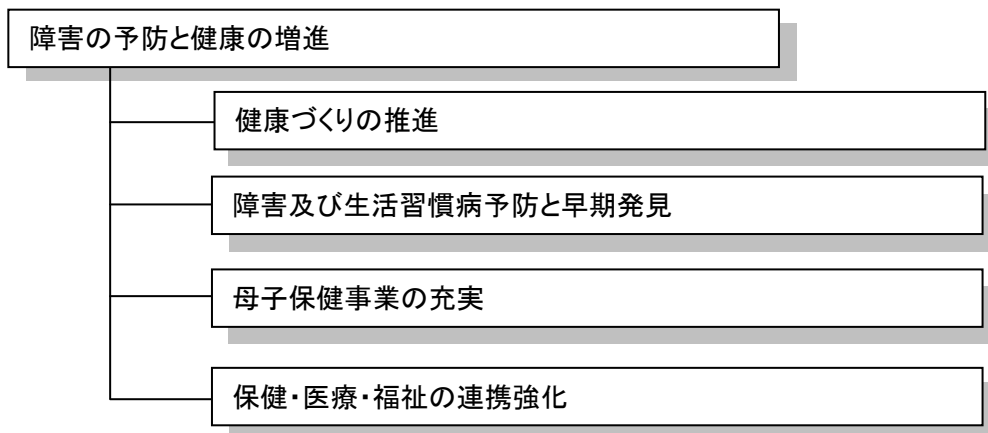 障害の予防と健康の増進
健康づくりの推進
障害及び生活習慣病予防と早期発見
母子保健事業の充実
保健・医療・福祉の連携強化